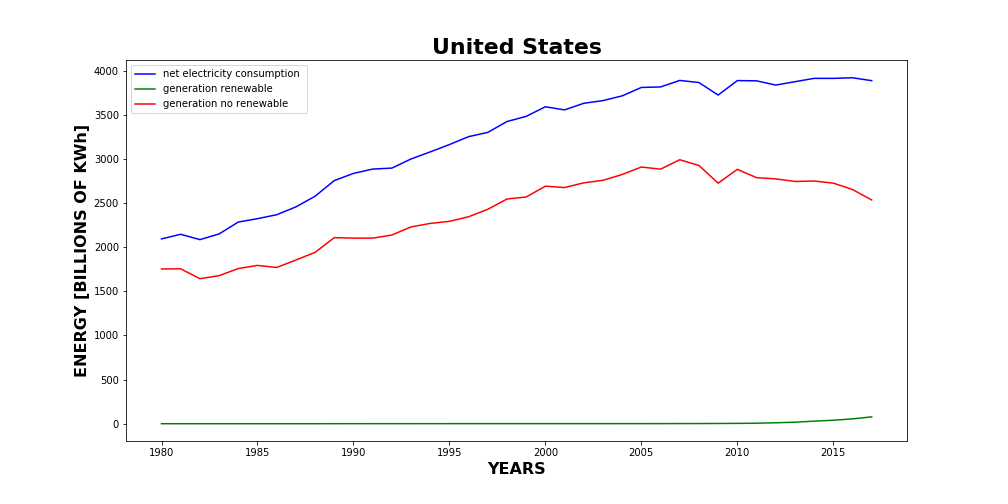 United States
net electricity consumption
generation renewable
generation no renewable
ENERGY [BILLIONS OF KWh]
4000
3500
3000
2500
2000
1500
1000
500
0
1980 1985 1990 1995 2000 2005 2010 2015
YEARS